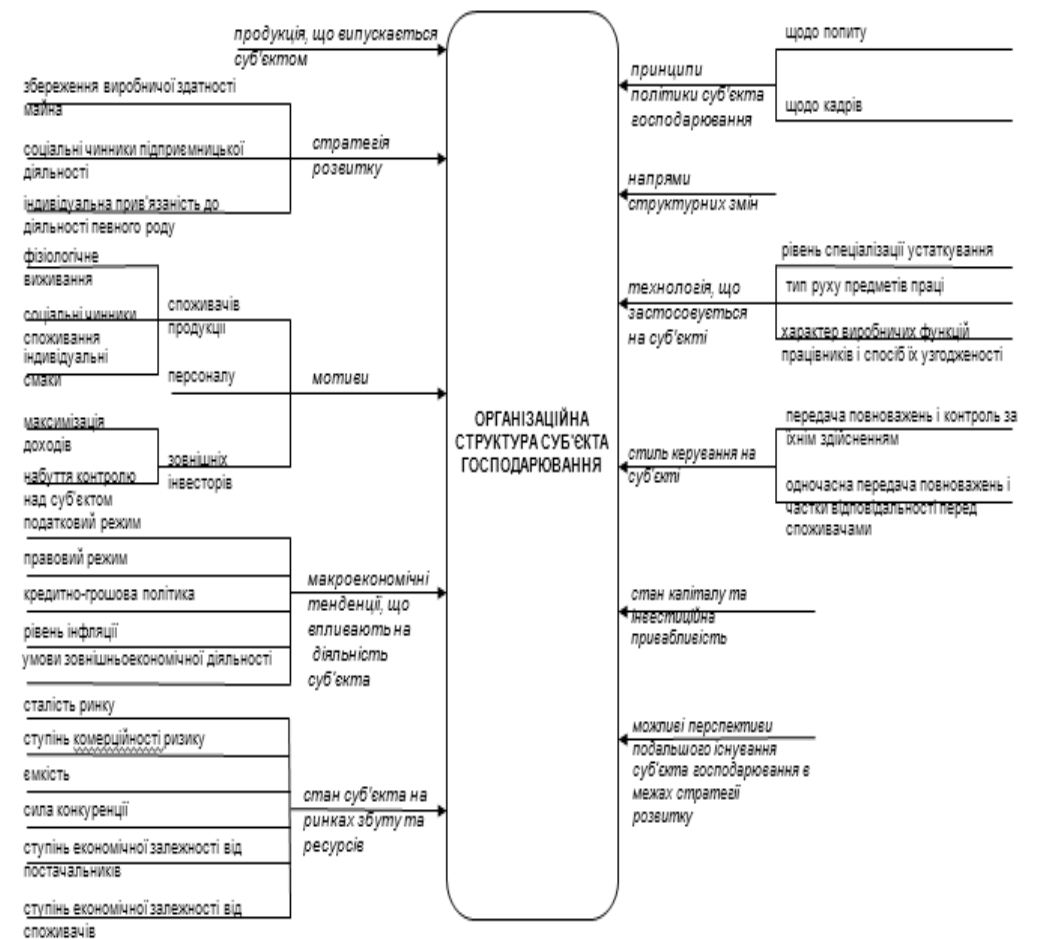 продукція, що випускається
суб'єктом
збереження виробничої здатності
майна
соціальні чинники підприємницької
діяльності
індивідуальна прив'язаність до
діяльності певного роду
стратегія
розвитку
фізіологічне
виживання
соціальні чинники
споживання
індивідуальні
смаки
споживачів
продукції
персоналу
максимізація
доходів
набуття контролю
над суб'єктом
зовнішніх
інвесторів
мотиви
податковий режим
правовий режим
кредитно-грошова політика
рівень інфляції
умови зовнішньоекономічної діяльності
макроекономічні
тенденції, що
впливають на
діяльність
суб'єкта
сталість ринку
ступінь комерційності ризику
ємкість
сила конкуренції
ступінь економічної залежності від
постачальників
ступінь економічної залежності від
споживачів
стан суб'єкта на
ринках збуту та
ресурсів
ОРГАНІЗАЦІЙНА
СТРУКТУРА СУБ'ЄКТА
ГОСПОДАРЮВАННЯ
принципи
політики суб'єкта
господарювання
щодо попиту
щодо кадрів
напрями
структурних змін
технологія, що
застосовується
на суб'єкті
рівень спеціалізації устаткування
тип руху предметів праці
характер виробничих функцій
працівників і спосіб їх узгодженості
стиль керування на
суб'єкті
передача повноважень і контроль за
їхнім здійсненням
одночасна передача повноважень і
частки відповідальності перед
споживачами
стан капіталу та
інвестиційна
привабливість
можливі перспективи
подальшого існування
суб'єкта господарювання в
межах стратегії
розвитку